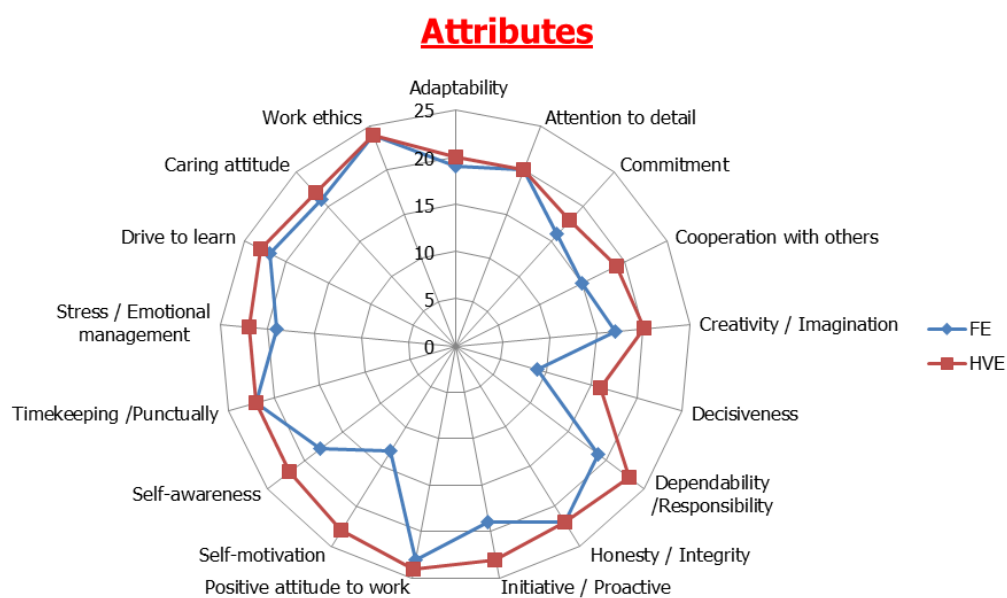 Attributes
Adaptability
Attention to detail
Commitment
Cooperation with others
Creativity / Imagination
Decisiveness
Dependability
/Responsibility
Honesty / Integrity
Initiative / Proactive
Positive attitude to work
Self-motivation
Self-awareness
Timekeeping /Punctually
Stress / Emotional
management
Drive to learn
Caring attitude
Work ethics
25
20
15
10
5
0
FE
HVE